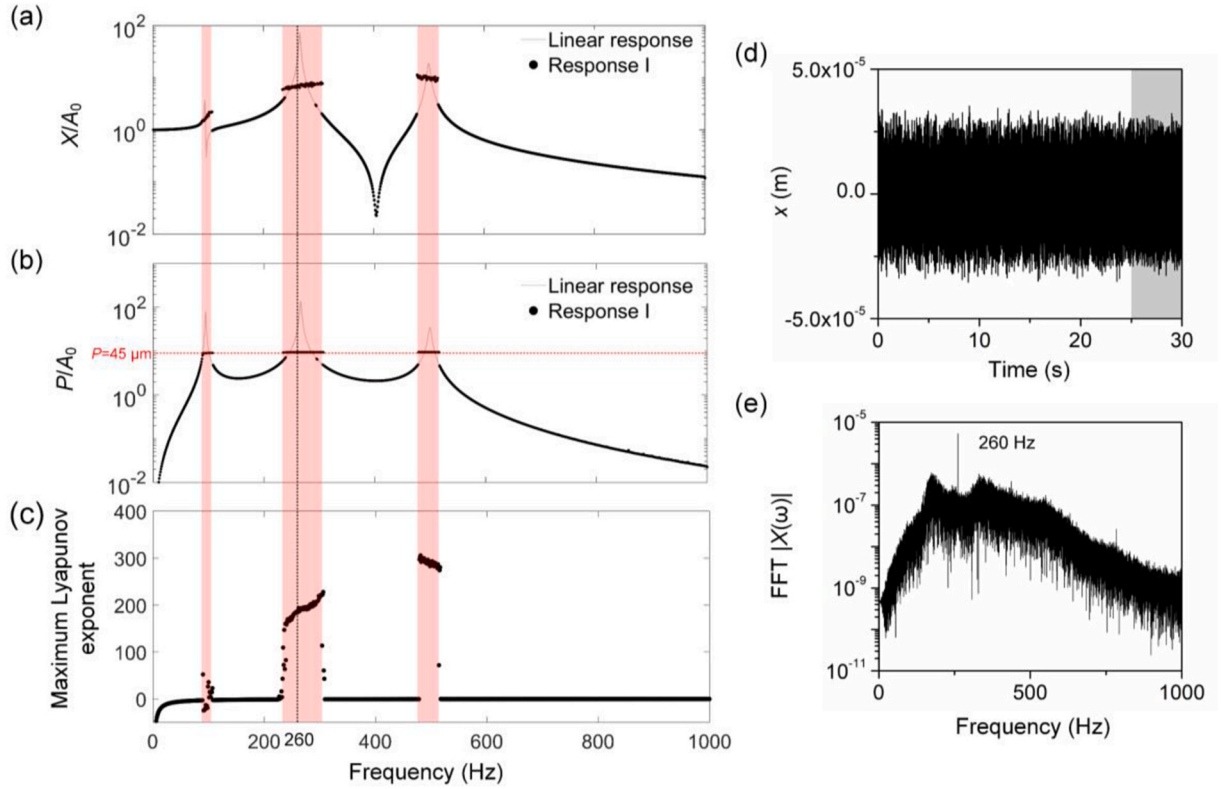 (a)
10²
10⁰
10⁻²
X/A₀
Linear response
Response I
(b)
10²
10⁰
10⁻²
P/A₀
P=45 μm
Linear response
Response I
(c)
400
300
200
100
0
Maximum Lyapunov
exponent
0
200
260
400
600
800
1000
Frequency (Hz)
(d)
5.0x10⁻⁵
0.0
-5.0x10⁻⁵
x (m)
0
10
20
30
Time (s)
(e)
10⁻⁵
10⁻⁷
10⁻⁹
10⁻¹¹
FFT |X(ω)|
260 Hz
0
500
1000
Frequency (Hz)